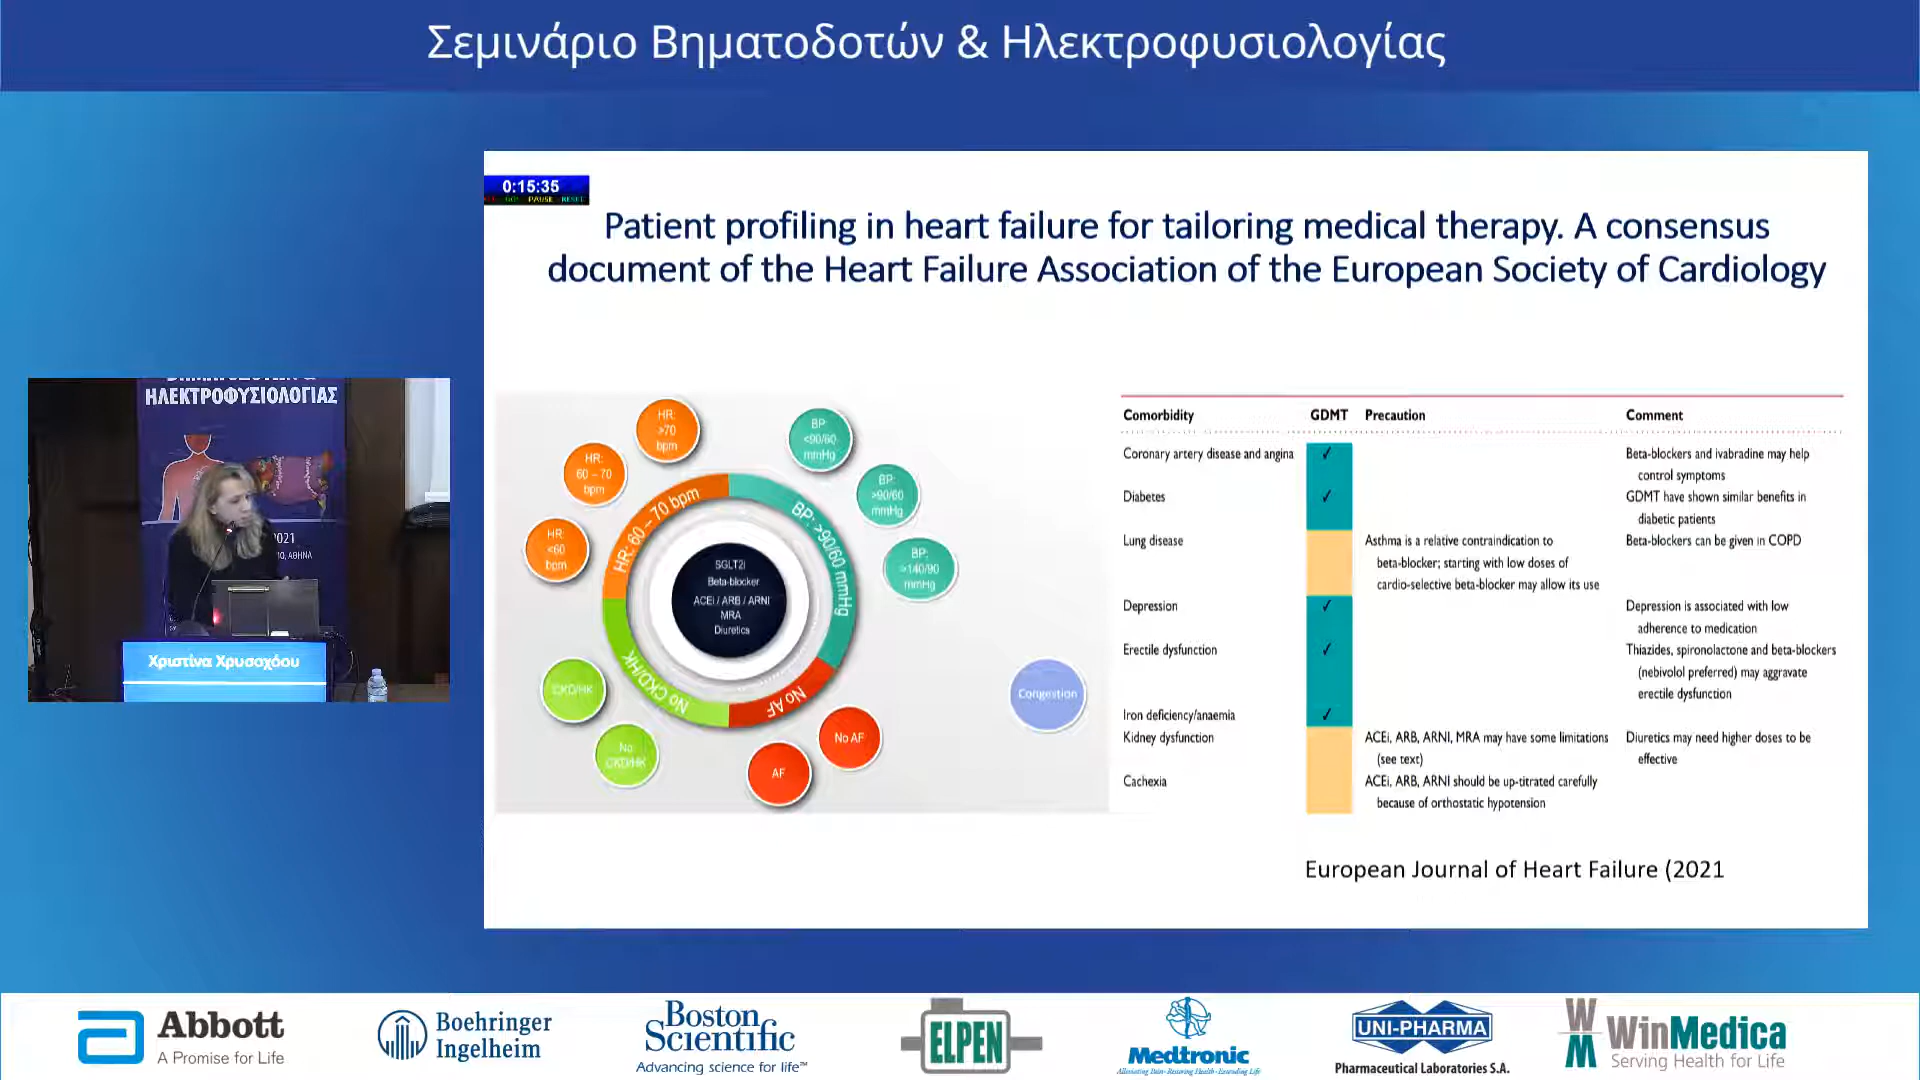 Σεμινάριο Βηματοδοτών & Ηλεκτροφυσιολογίας
0:15:35
PAUSE
Patient profiling in heart failure for tailoring medical therapy. A consensus
document of the Heart Failure Association of the European Society of Cardiology
ΗΛΕΚΤΡΟΦΥΣΙΟΛΟΓΙΑΣ
2021
ΑΘΗΝΑ
Χριστίνα Χρυσοχόου
HR:
>70
bpm
HR:
60 – 70
bpm
HR:
<60
bpm
BP:
<90/60
mmHg
BP:
>90/60
mmHg
BP:
>140/90
mmHg
HR: 60 – 70 bpm
BP: >90/60 mmHg
No CKD/HK
No AF
SGLT2i
Beta-blocker
ACEi / ARB / ARNI
MRA
Diuretics
CKD/HK
No
CKD/HK
AF
No AF
Congestion
Comorbidity GDMT Precaution Comment
Coronary artery disease and angina ✓ Beta-blockers and ivabradine may help
control symptoms
Diabetes ✓ GDMT have shown similar benefits in
diabetic patients
Lung disease Asthma is a relative contraindication to Beta-blockers can be given in COPD
beta-blocker; starting with low doses of
cardio-selective beta-blocker may allow its use
Depression ✓ Depression is associated with low
adherence to medication
Erectile dysfunction ✓ Thiazides, spironolactone and beta-blockers
(nebivolol preferred) may aggravate
erectile dysfunction
Iron deficiency/anaemia ✓
Kidney dysfunction ACEi, ARB, ARNI, MRA may have some limitations Diuretics may need higher doses to be
(see text) effective
Cachexia ACEi, ARB, ARNI should be up-titrated carefully
because of orthostatic hypotension
European Journal of Heart Failure (2021
Abbott
A Promise for Life
Boehringer
Ingelheim
Boston
Scientific
Advancing science for life™
ELPEN
Medtronic
Alleviating Pain · Restoring Health · Extending Life
UNI-PHARMA
Pharmaceutical Laboratories S.A.
WM
WinMedica
Serving Health for Life